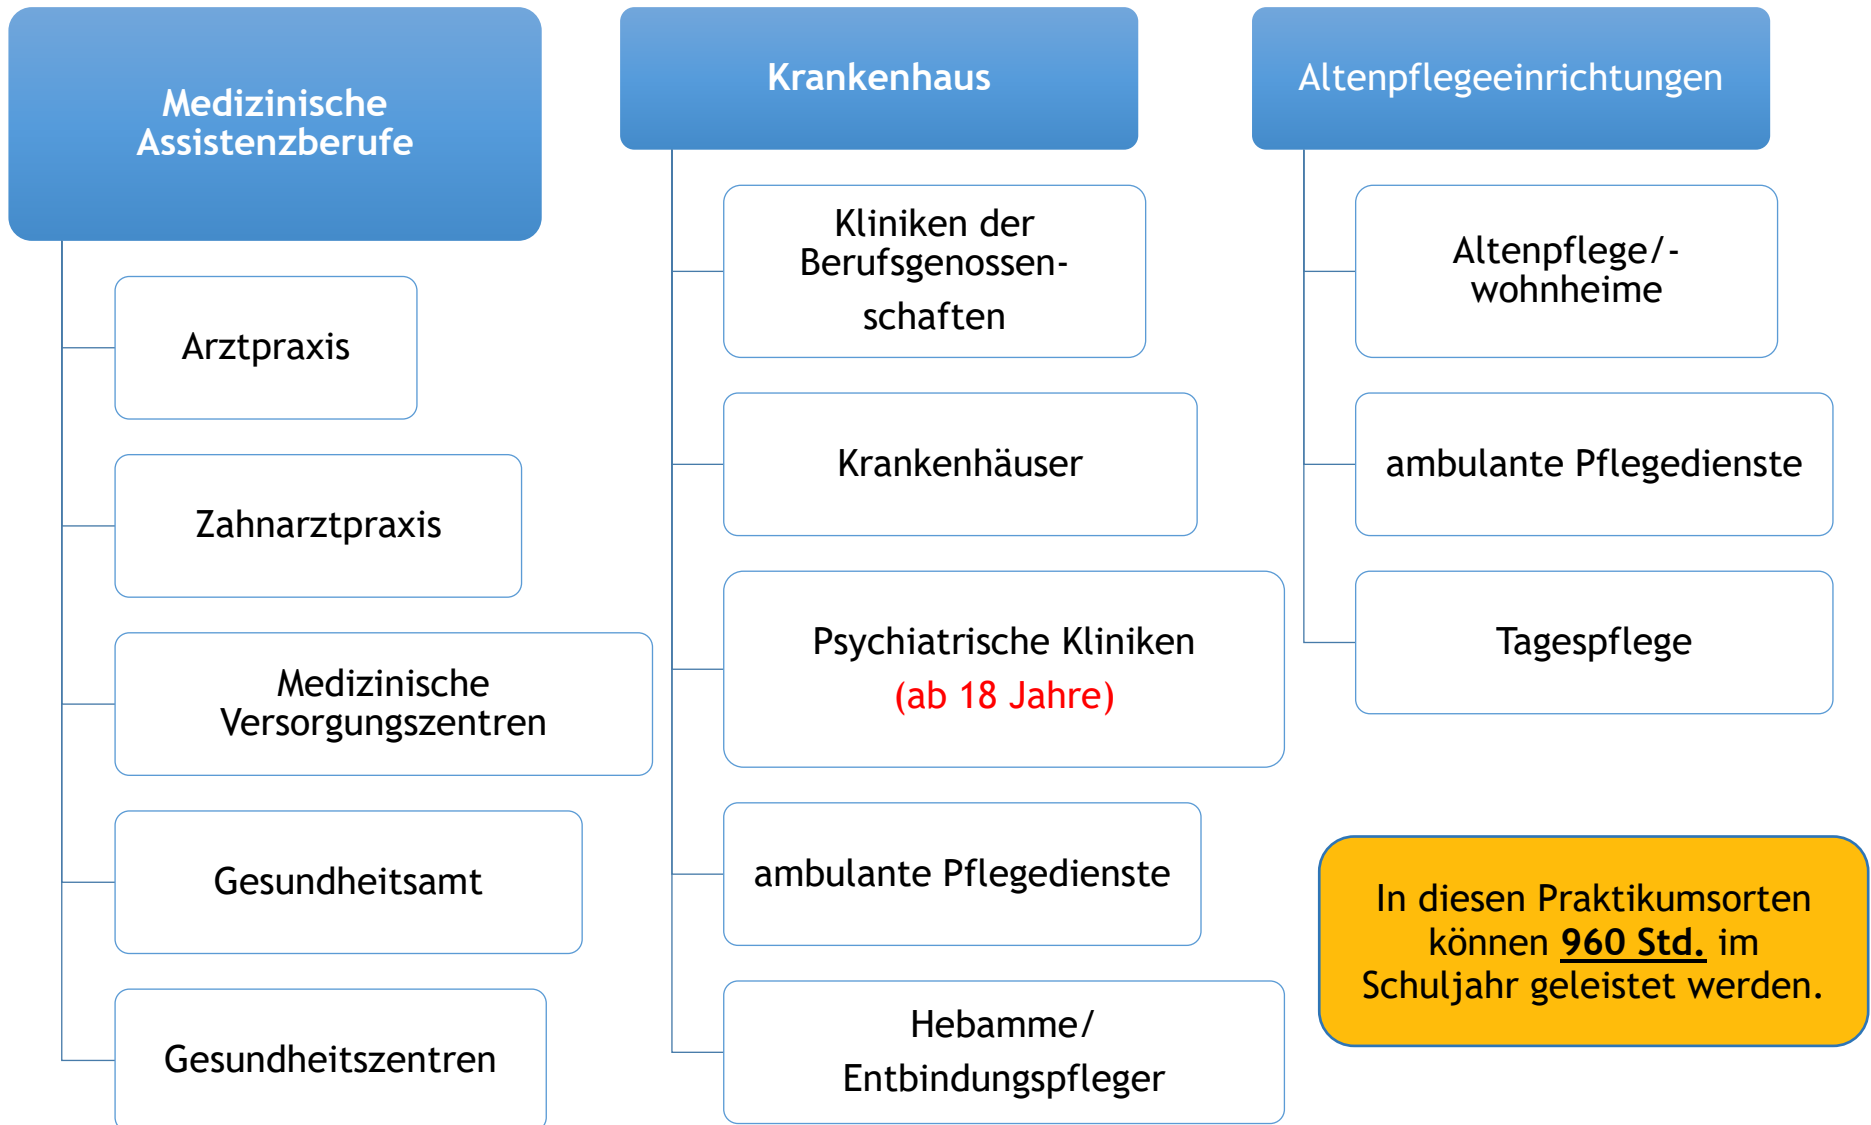 Medizinische
Assistenzberufe
Arztpraxis
Zahnarztpraxis
Medizinische
Versorgungszentren
Gesundheitsamt
Gesundheitszentren
Krankenhaus
Kliniken der
Berufsgenossen-
schaften
Krankenhäuser
Psychiatrische Kliniken
(ab 18 Jahre)
ambulante Pflegedienste
Hebamme/
Entbindungspfleger
Altenpflegeeinrichtungen
Altenpflege/-
wohnheime
ambulante Pflegedienste
Tagespflege
In diesen Praktikumsorten
können 960 Std. im
Schuljahr geleistet werden.